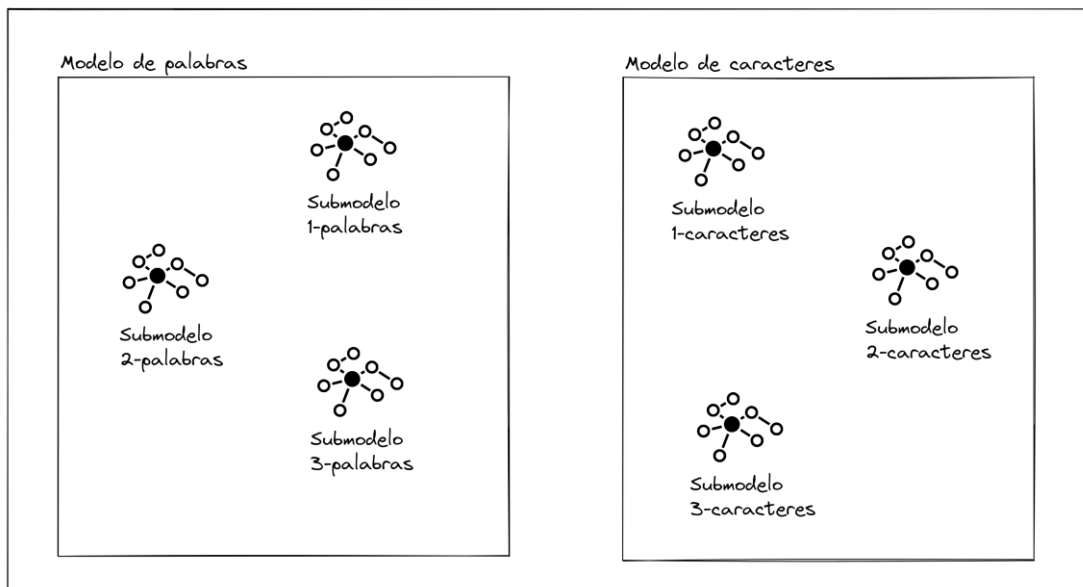 Modelo de palabras
Submodelo
1-palabras
Submodelo
2-palabras
Submodelo
3-palabras
Modelo de caracteres
Submodelo
1-caracteres
Submodelo
2-caracteres
Submodelo
3-caracteres